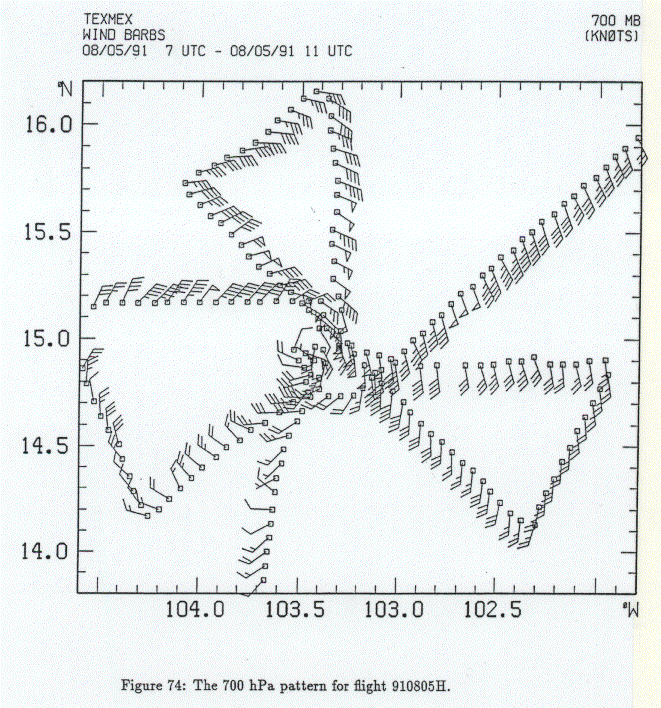 TEXMEX 700 MB
WIND BARBS (KNØTS)
08/05/91 7 UTC - 08/05/91 11 UTC
°N
16.0
15.5
15.0
14.5
14.0
104.0 103.5 103.0 102.5 °W
Figure 74: The 700 hPa pattern for flight 910805H.